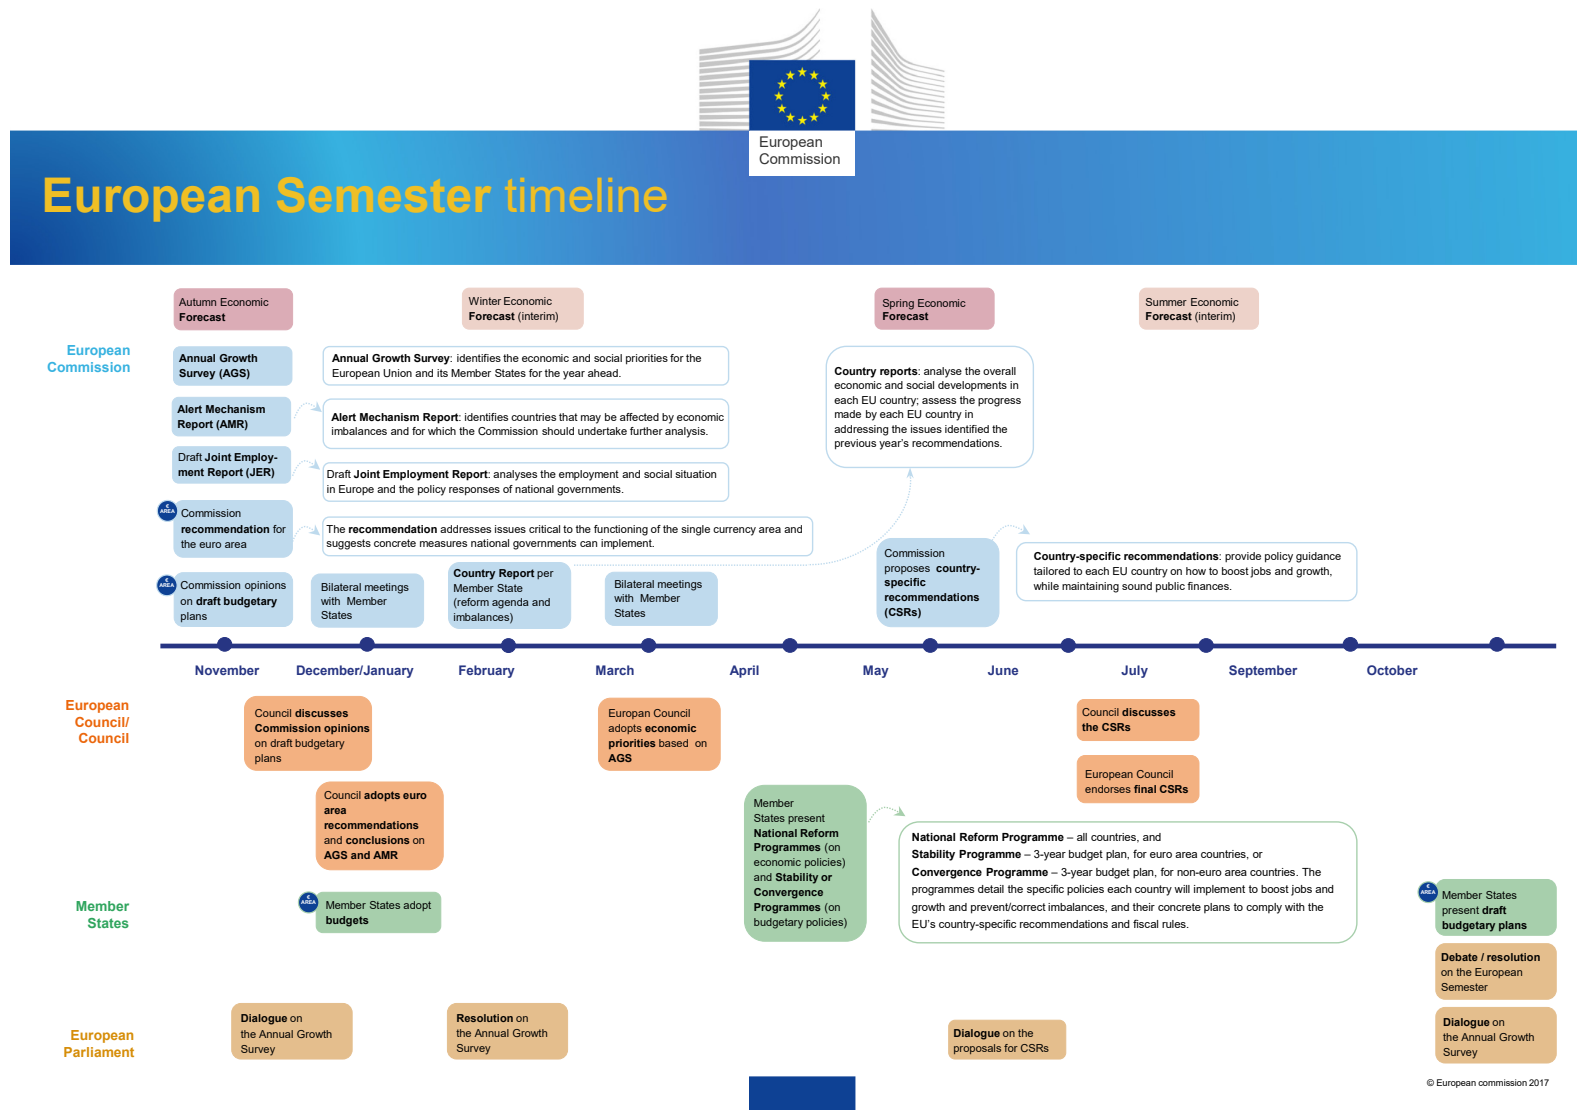 European
Commission
European Semester timeline
Autumn Economic
Forecast
Winter Economic
Forecast (interim)
Spring Economic
Forecast
Summer Economic
Forecast (interim)
European
Commission
Annual Growth
Survey (AGS)
Annual Growth Survey: identifies the economic and social priorities for the
European Union and its Member States for the year ahead.
Alert Mechanism
Report (AMR)
Alert Mechanism Report: identifies countries that may be affected by economic
imbalances and for which the Commission should undertake further analysis.
Draft Joint Employ-
ment Report (JER)
Draft Joint Employment Report: analyses the employment and social situation
in Europe and the policy responses of national governments.
€
AREA
Commission
recommendation for
the euro area
The recommendation addresses issues critical to the functioning of the single currency area and
suggests concrete measures national governments can implement.
€
AREA
Commission opinions
on draft budgetary
plans
Bilateral meetings
with Member
States
Country Report per
Member State
(reform agenda and
imbalances)
Bilateral meetings
with Member
States
Country reports: analyse the overall
economic and social developments in
each EU country; assess the progress
made by each EU country in
addressing the issues identified the
previous year's recommendations.
Commission
proposes country-
specific
recommendations
(CSRs)
Country-specific recommendations: provide policy guidance
tailored to each EU country on how to boost jobs and growth,
while maintaining sound public finances.
November
December/January
February
March
April
May
June
July
September
October
European
Council/
Council
Council discusses
Commission opinions
on draft budgetary
plans
Europan Council
adopts economic
priorities based on
AGS
Council discusses
the CSRs
European Council
endorses final CSRs
Council adopts euro
area
recommendations
and conclusions on
AGS and AMR
Member
States
€
AREA
Member States adopt
budgets
Member
States present
National Reform
Programmes (on
economic policies)
and Stability or
Convergence
Programmes (on
budgetary policies)
National Reform Programme – all countries, and
Stability Programme – 3-year budget plan, for euro area countries, or
Convergence Programme – 3-year budget plan, for non-euro area countries. The
programmes detail the specific policies each country will implement to boost jobs and
growth and prevent/correct imbalances, and their concrete plans to comply with the
EU's country-specific recommendations and fiscal rules.
€
AREA
Member States
present draft
budgetary plans
Debate / resolution
on the European
Semester
European
Parliament
Dialogue on
the Annual Growth
Survey
Resolution on
the Annual Growth
Survey
Dialogue on the
proposals for CSRs
Dialogue on
the Annual Growth
Survey
© European commission 2017